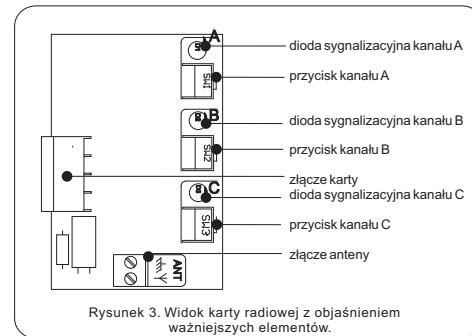 A
dioda sygnalizacyjna kanału A
SW1
przycisk kanału A
B
dioda sygnalizacyjna kanału B
SW2
przycisk kanału B
złącze karty
C
dioda sygnalizacyjna kanału C
SW3
przycisk kanału C
ANT
złącze anteny
Rysunek 3. Widok karty radiowej z objaśnieniem
ważniejszych elementów.